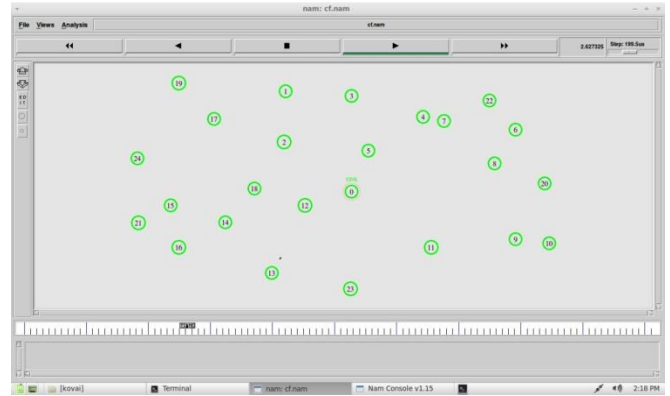 nam: cf.nam
File Views Analysis
cf.nam
2.627325
Step: 199.5us
19
1
3
22
4
7
17
6
2
5
24
8
20
18
0
15
12
21
14
16
11
9
10
13
23
[kovai]
Terminal
nam: cf.nam
Nam Console v1.15
2:18 PM